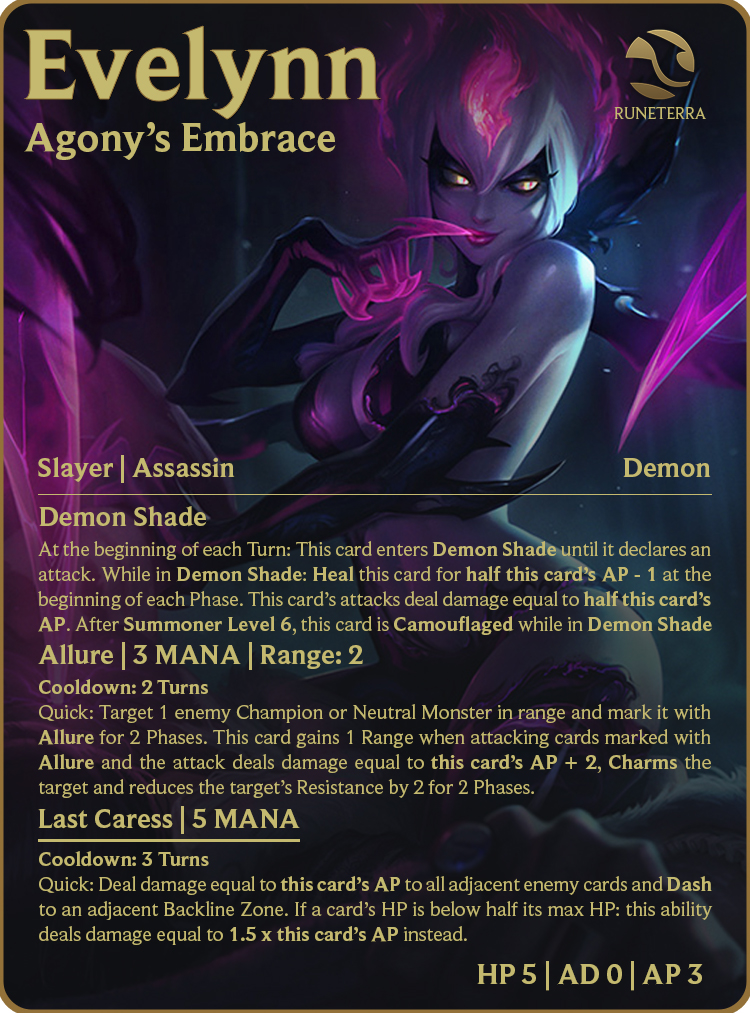 Evelynn
RUNETERRA
Agony's Embrace
Slayer | Assassin
Demon
Demon Shade
At the beginning of each Turn: This card enters Demon Shade until it declares an
attack. While in Demon Shade: Heal this card for half this card's AP - 1 at the
beginning of each Phase. This card's attacks deal damage equal to half this card's
AP. After Summoner Level 6, this card is Camouflaged while in Demon Shade
Allure | 3 MANA | Range: 2
Cooldown: 2 Turns
Quick: Target 1 enemy Champion or Neutral Monster in range and mark it with
Allure for 2 Phases. This card gains 1 Range when attacking cards marked with
Allure and the attack deals damage equal to this card's AP + 2, Charms the
target and reduces the target's Resistance by 2 for 2 Phases.
Last Caress | 5 MANA
Cooldown: 3 Turns
Quick: Deal damage equal to this card's AP to all adjacent enemy cards and Dash
to an adjacent Backline Zone. If a card's HP is below half its max HP: this ability
deals damage equal to 1.5 x this card's AP instead.
HP 5 | AD 0 | AP 3